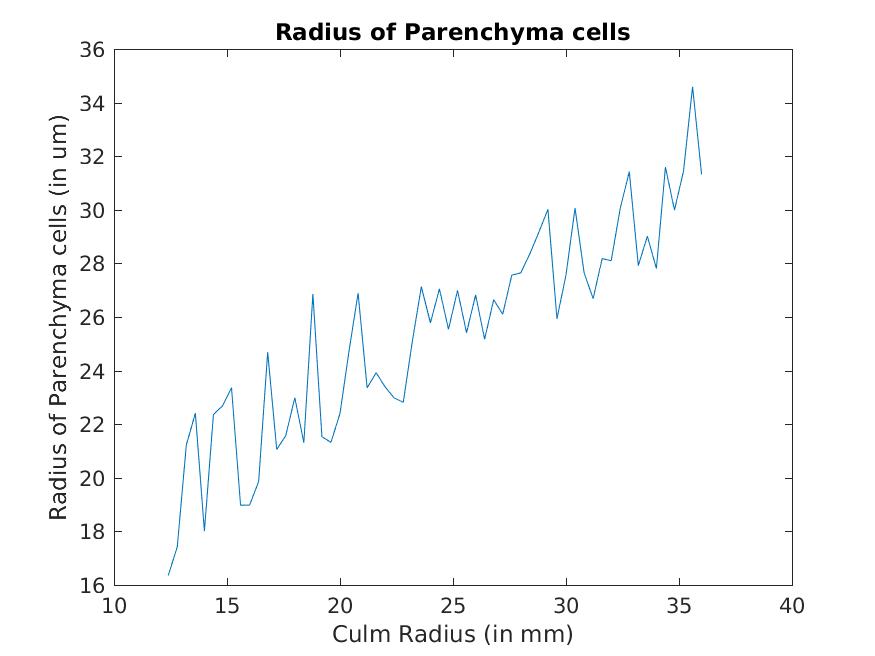 Radius of Parenchyma cells
Radius of Parenchyma cells (in um)
36
34
32
30
28
26
24
22
20
18
16
10 15 20 25 30 35 40
Culm Radius (in mm)